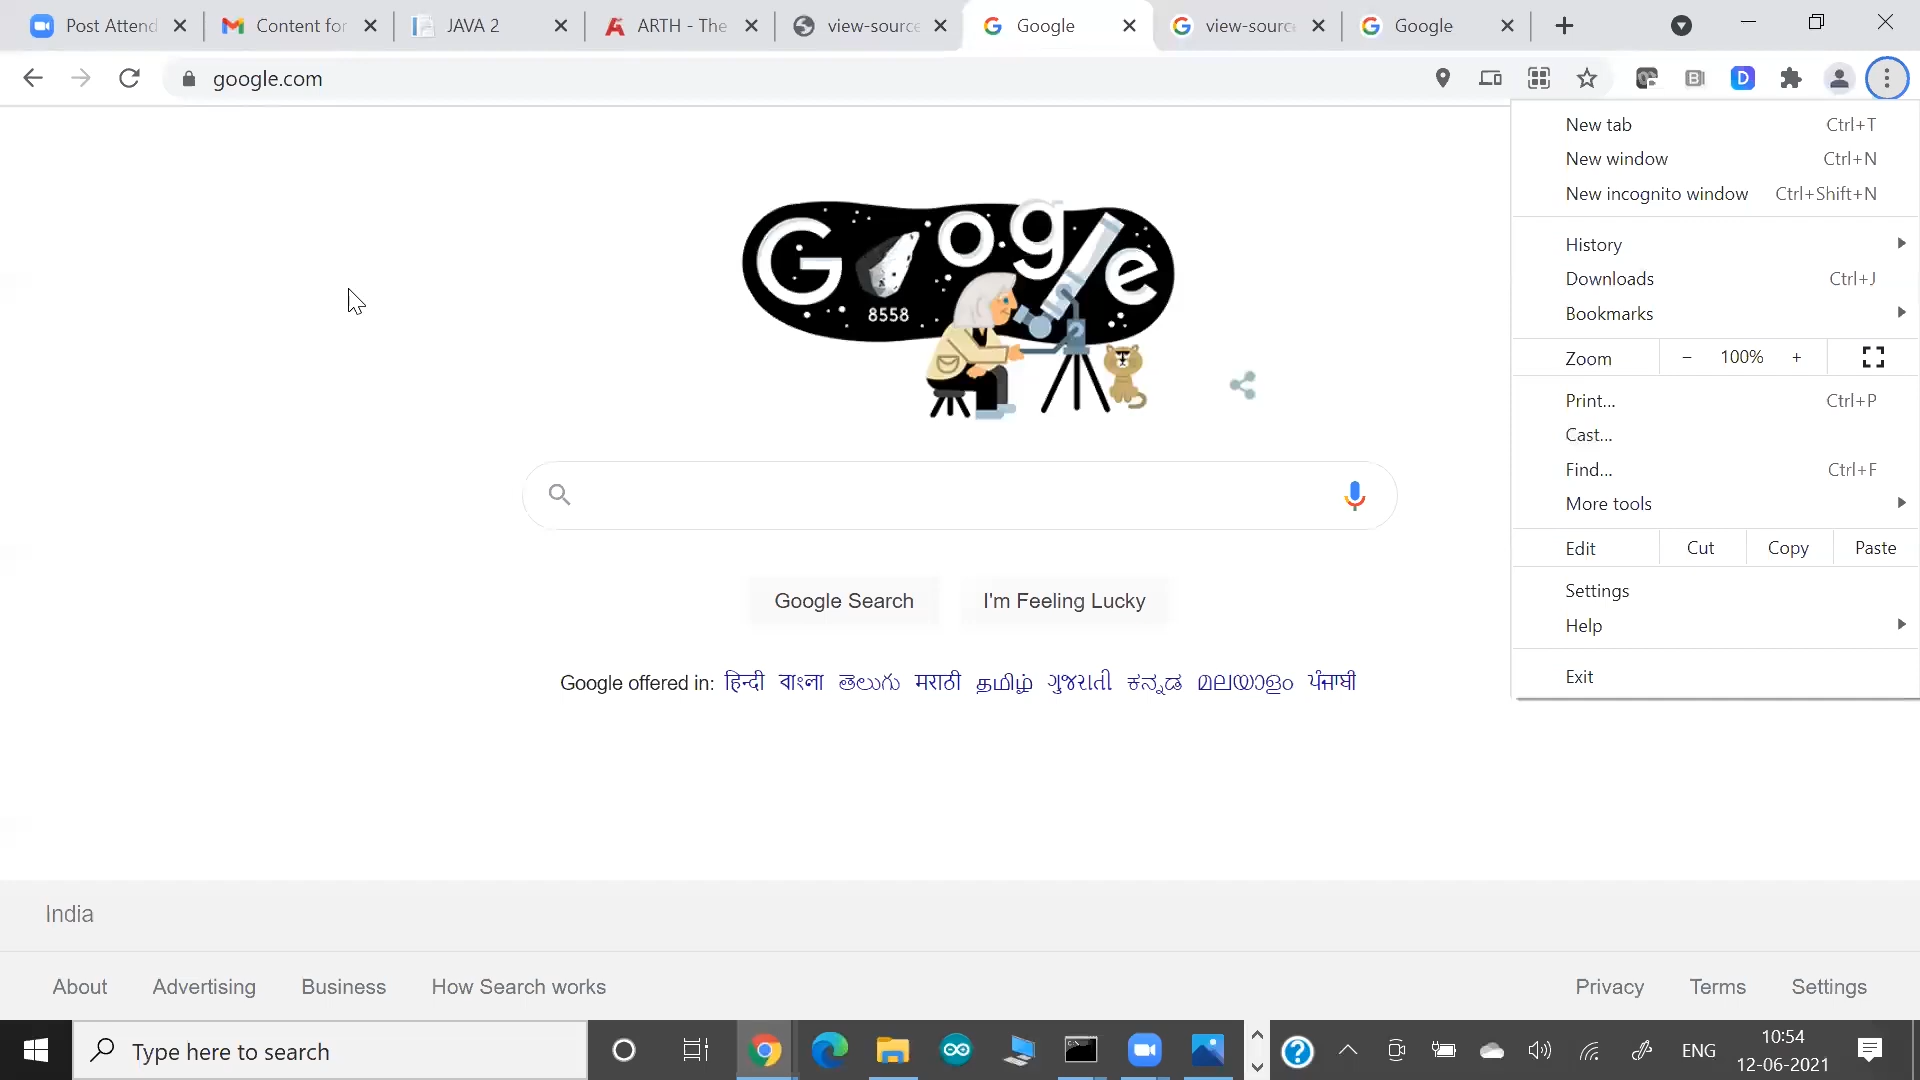 Post Attend
Content for
JAVA 2
ARTH - The
view-source
Google
view-source
Google
google.com
New tab Ctrl+T
New window Ctrl+N
New incognito window Ctrl+Shift+N
History
Downloads Ctrl+J
Bookmarks
Zoom - 100% +
Print... Ctrl+P
Cast...
Find... Ctrl+F
More tools
Edit Cut Copy Paste
Settings
Help
Exit
Google
8558
Google Search I'm Feeling Lucky
Google offered in: हिन्दी বাংলা తెలుగు मराठी தமிழ் ગુજરાતી ಕನ್ನಡ മലയാളം ਪੰਜਾਬੀ
India
About Advertising Business How Search works Privacy Terms Settings
Type here to search
ENG
10:54
12-06-2021